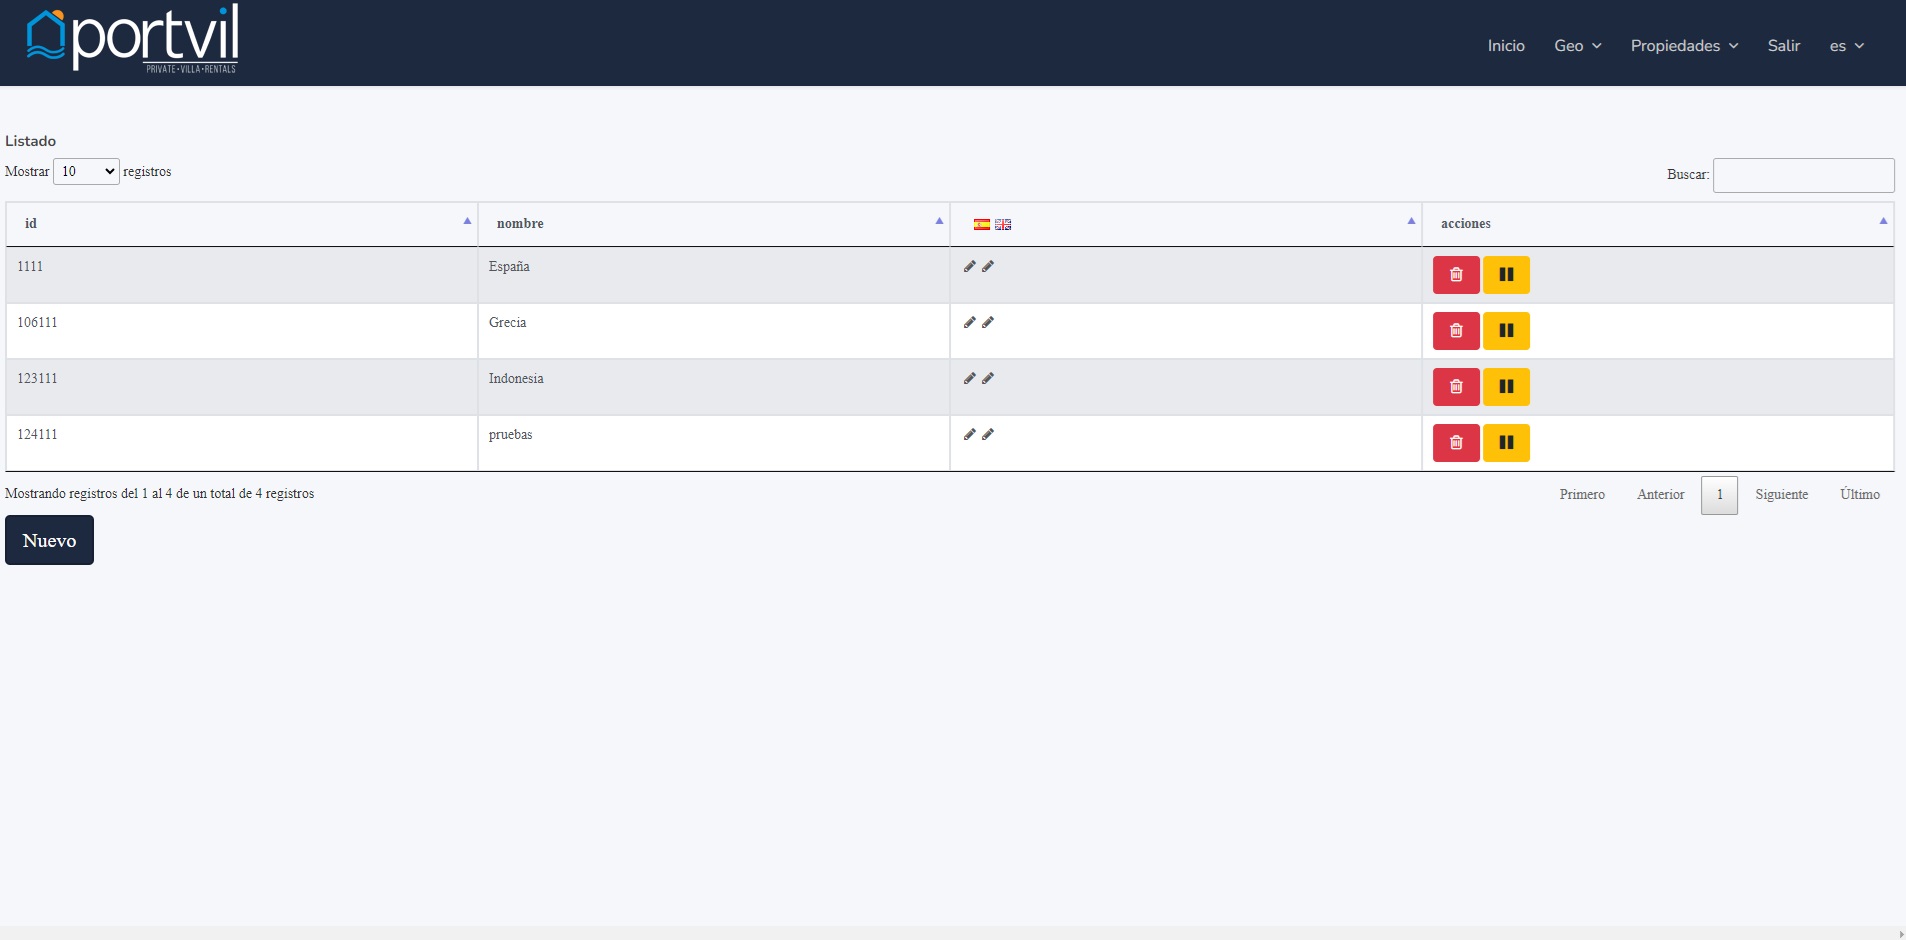 portvil
PRIVATE•VILLA•RENTALS
Inicio Geo Propiedades Salir es
Listado
Mostrar 10 registros
Buscar:
id nombre acciones
1111 España
106111 Grecia
123111 Indonesia
124111 pruebas
Mostrando registros del 1 al 4 de un total de 4 registros
Primero Anterior 1 Siguiente Último
Nuevo